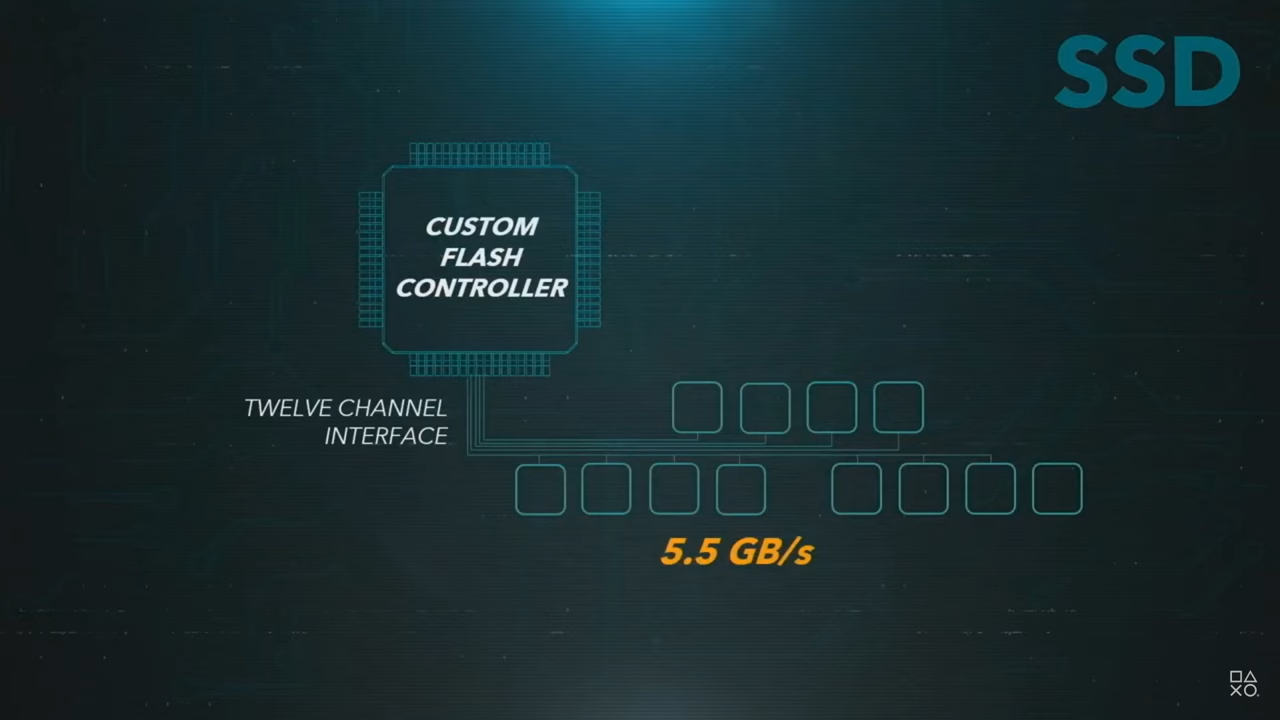 SSD
CUSTOM
FLASH
CONTROLLER
TWELVE CHANNEL
INTERFACE
5.5 GB/s